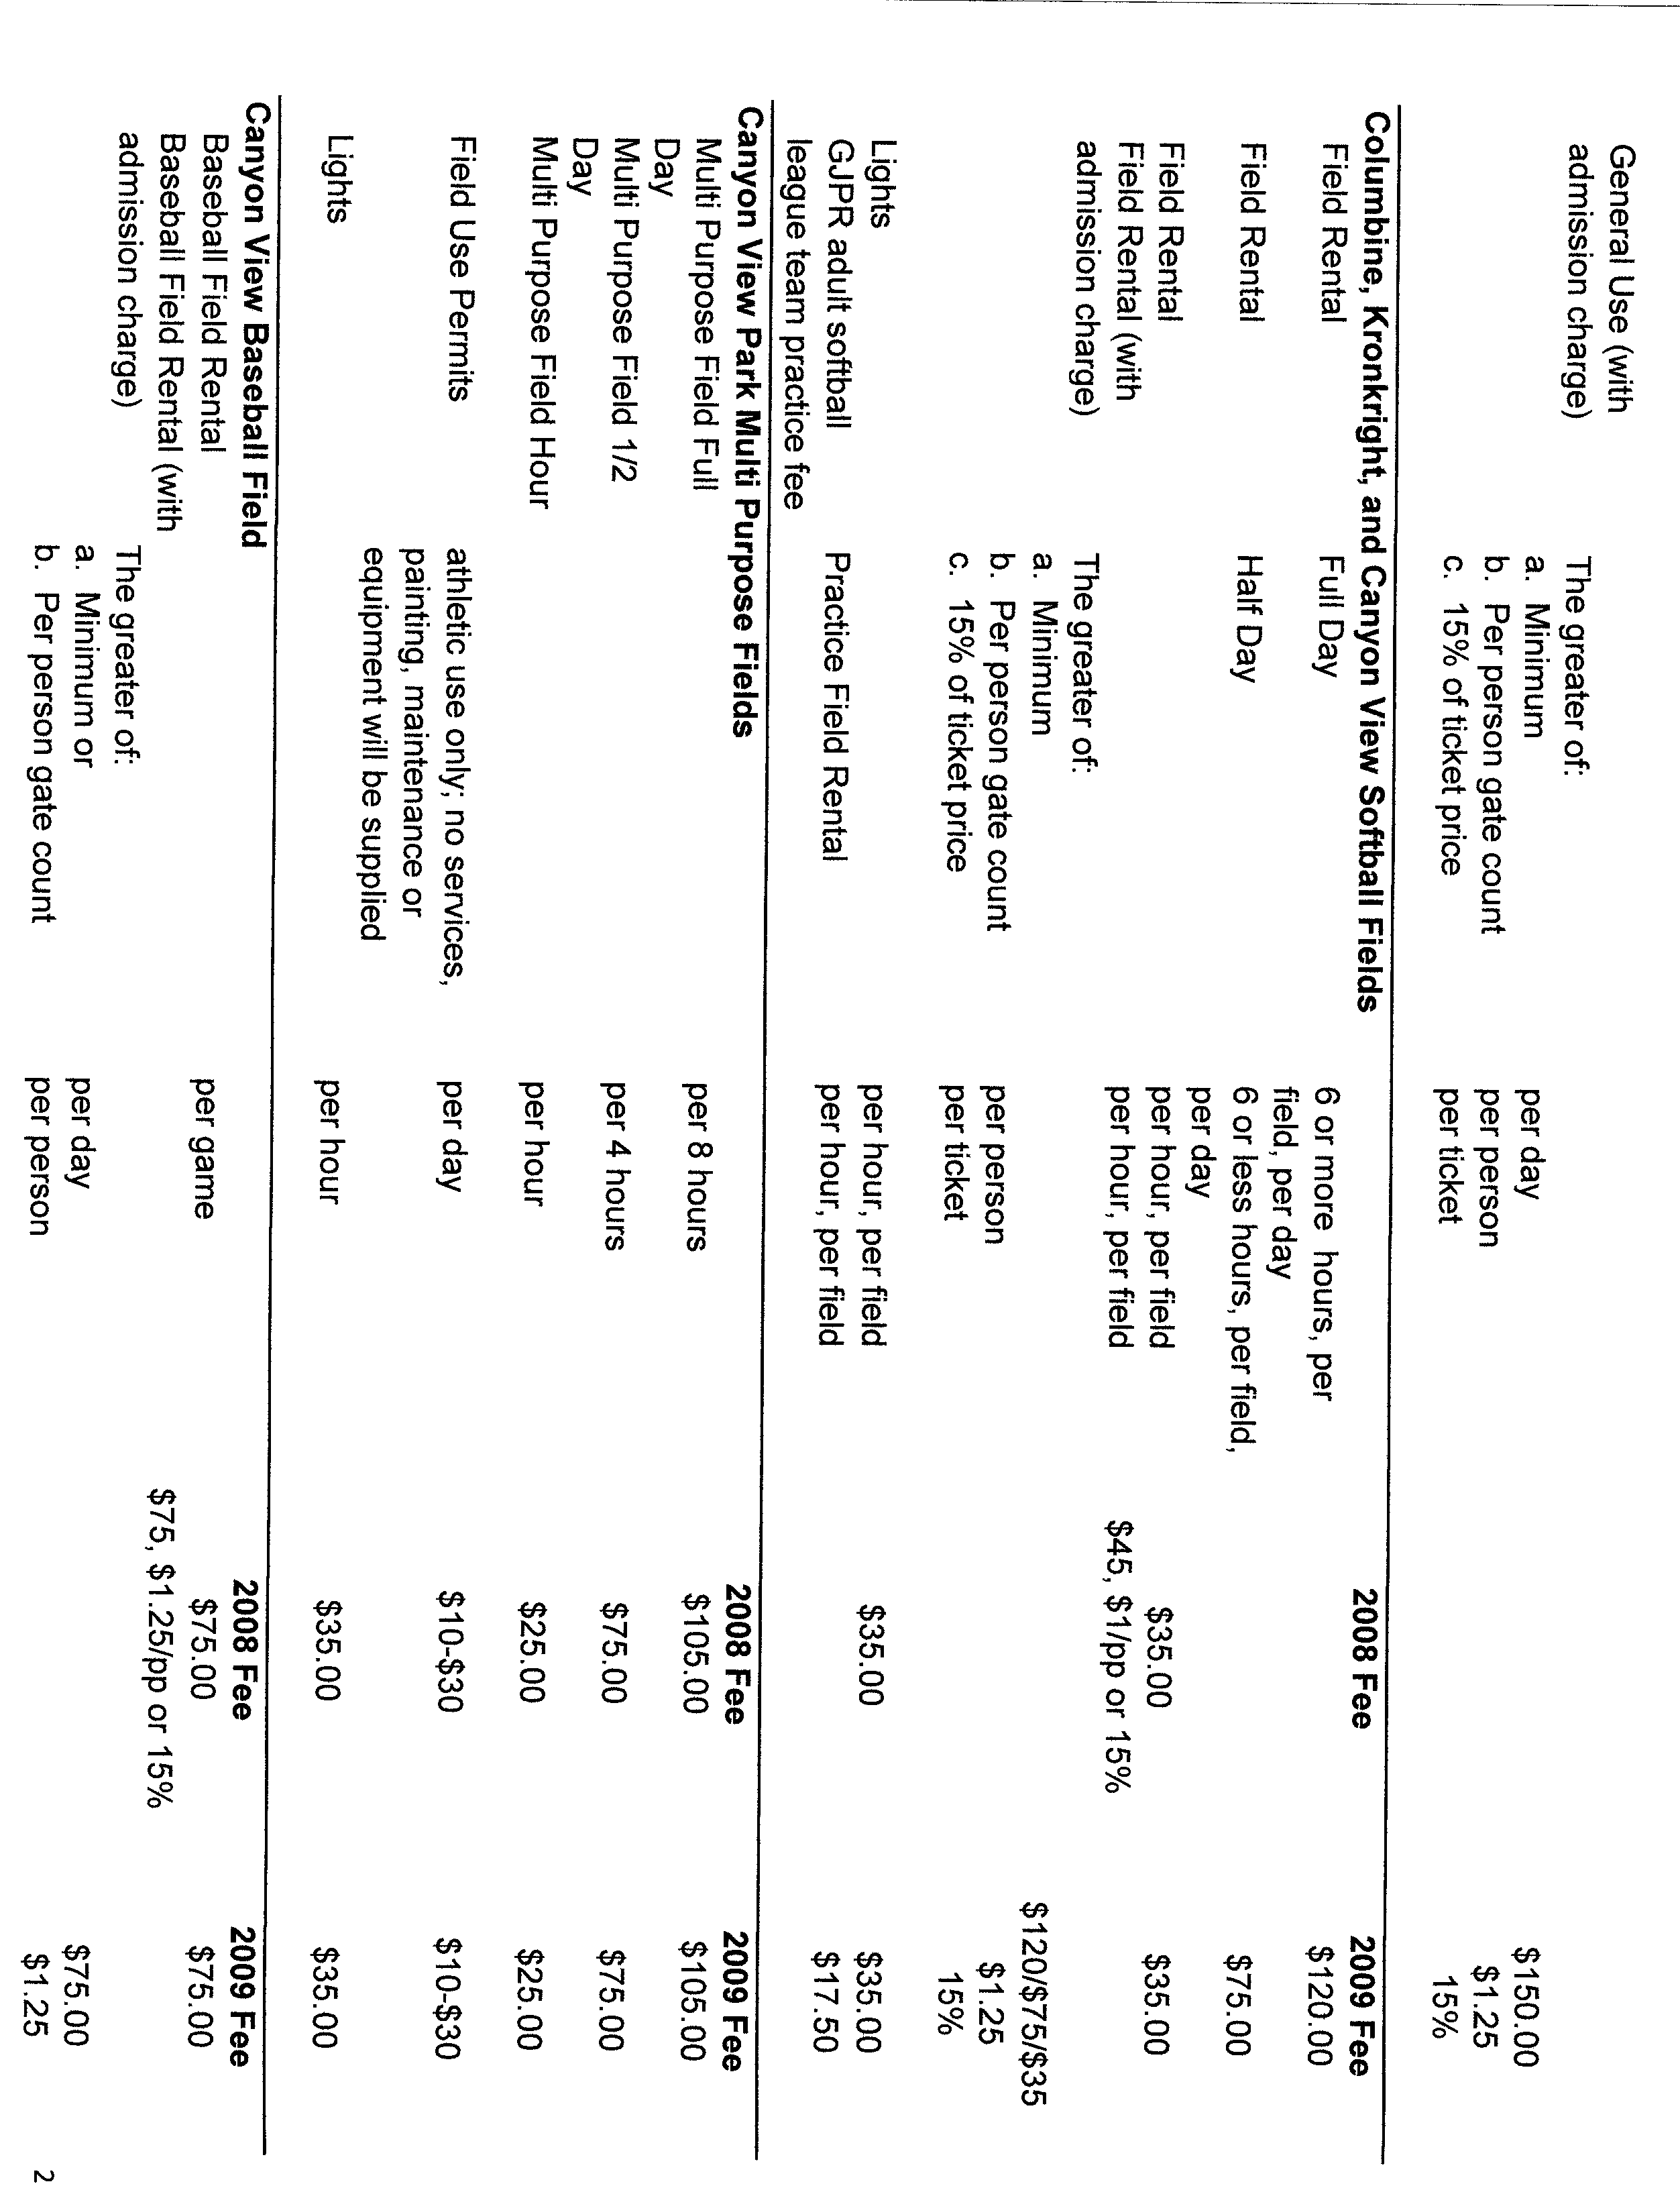 General Use (with
admission charge)
The greater of:
a. Minimum per day $150.00
b. Per person gate count per person $1.25
c. 15% of ticket price per ticket 15%
Columbine, Kronkright, and Canyon View Softball Fields 2008 Fee 2009 Fee
Field Rental Full Day 6 or more hours, per $120.00
field, per day
Field Rental Half Day 6 or less hours, per field, $75.00
per day
Field Rental per hour, per field $35.00 $35.00
Field Rental (with per hour, per field $45, $1/pp or 15%
admission charge) The greater of:
a. Minimum $120/$75/$35
b. Per person gate count per person $1.25
c. 15% of ticket price per ticket 15%
Lights per hour, per field $35.00 $35.00
GJPR adult softball Practice Field Rental per hour, per field $17.50
league team practice fee
Canyon View Park Multi Purpose Fields 2008 Fee 2009 Fee
Multi Purpose Field Full per 8 hours $105.00 $105.00
Day
Multi Purpose Field 1/2 per 4 hours $75.00 $75.00
Day
Multi Purpose Field Hour per hour $25.00 $25.00
Field Use Permits athletic use only; no services, per day $10-$30 $10-$30
painting, maintenance or
equipment will be supplied
Lights per hour $35.00 $35.00
Canyon View Baseball Field 2008 Fee 2009 Fee
Baseball Field Rental per game $75.00 $75.00
Baseball Field Rental (with $75, $1.25/pp or 15%
admission charge) The greater of:
a. Minimum or per day $75.00
b. Per person gate count per person $1.25
2